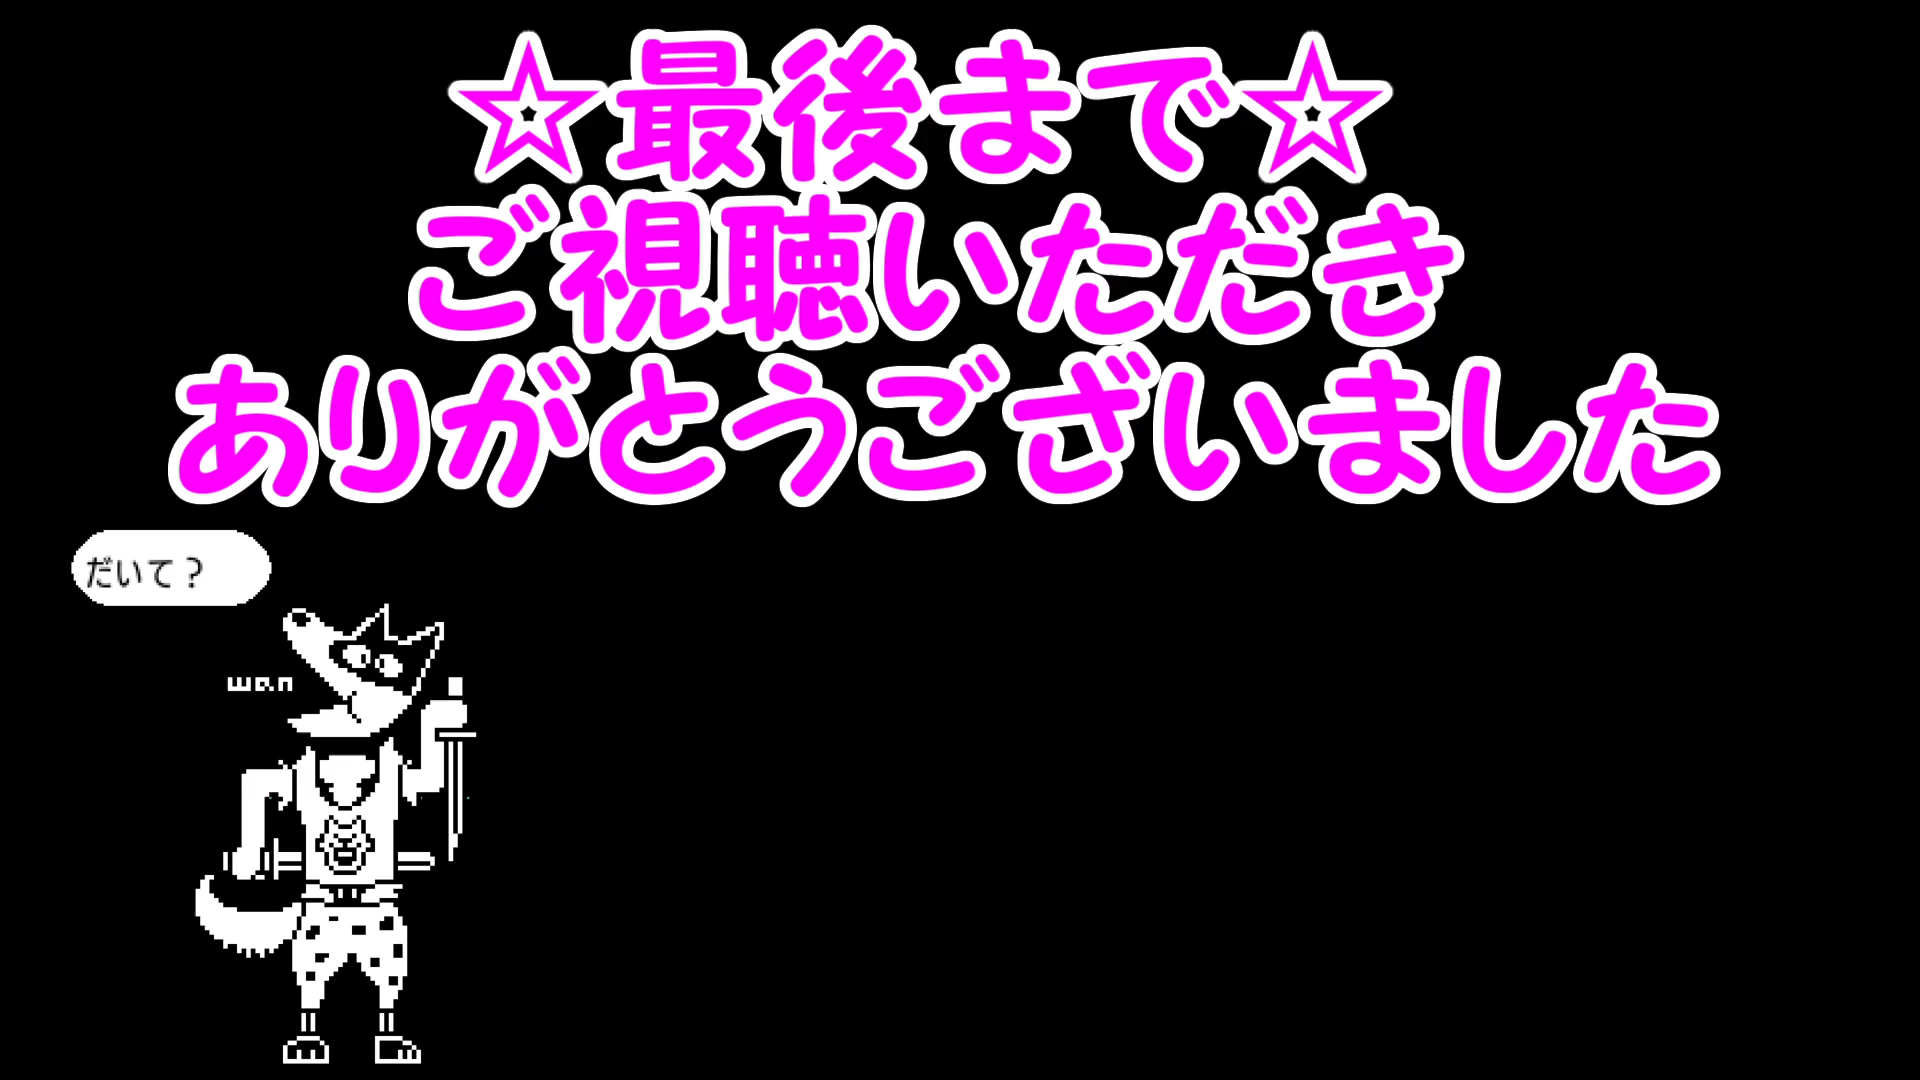 ☆最後まで☆
ご視聴いただき
ありがとうございました
だいて？
wan